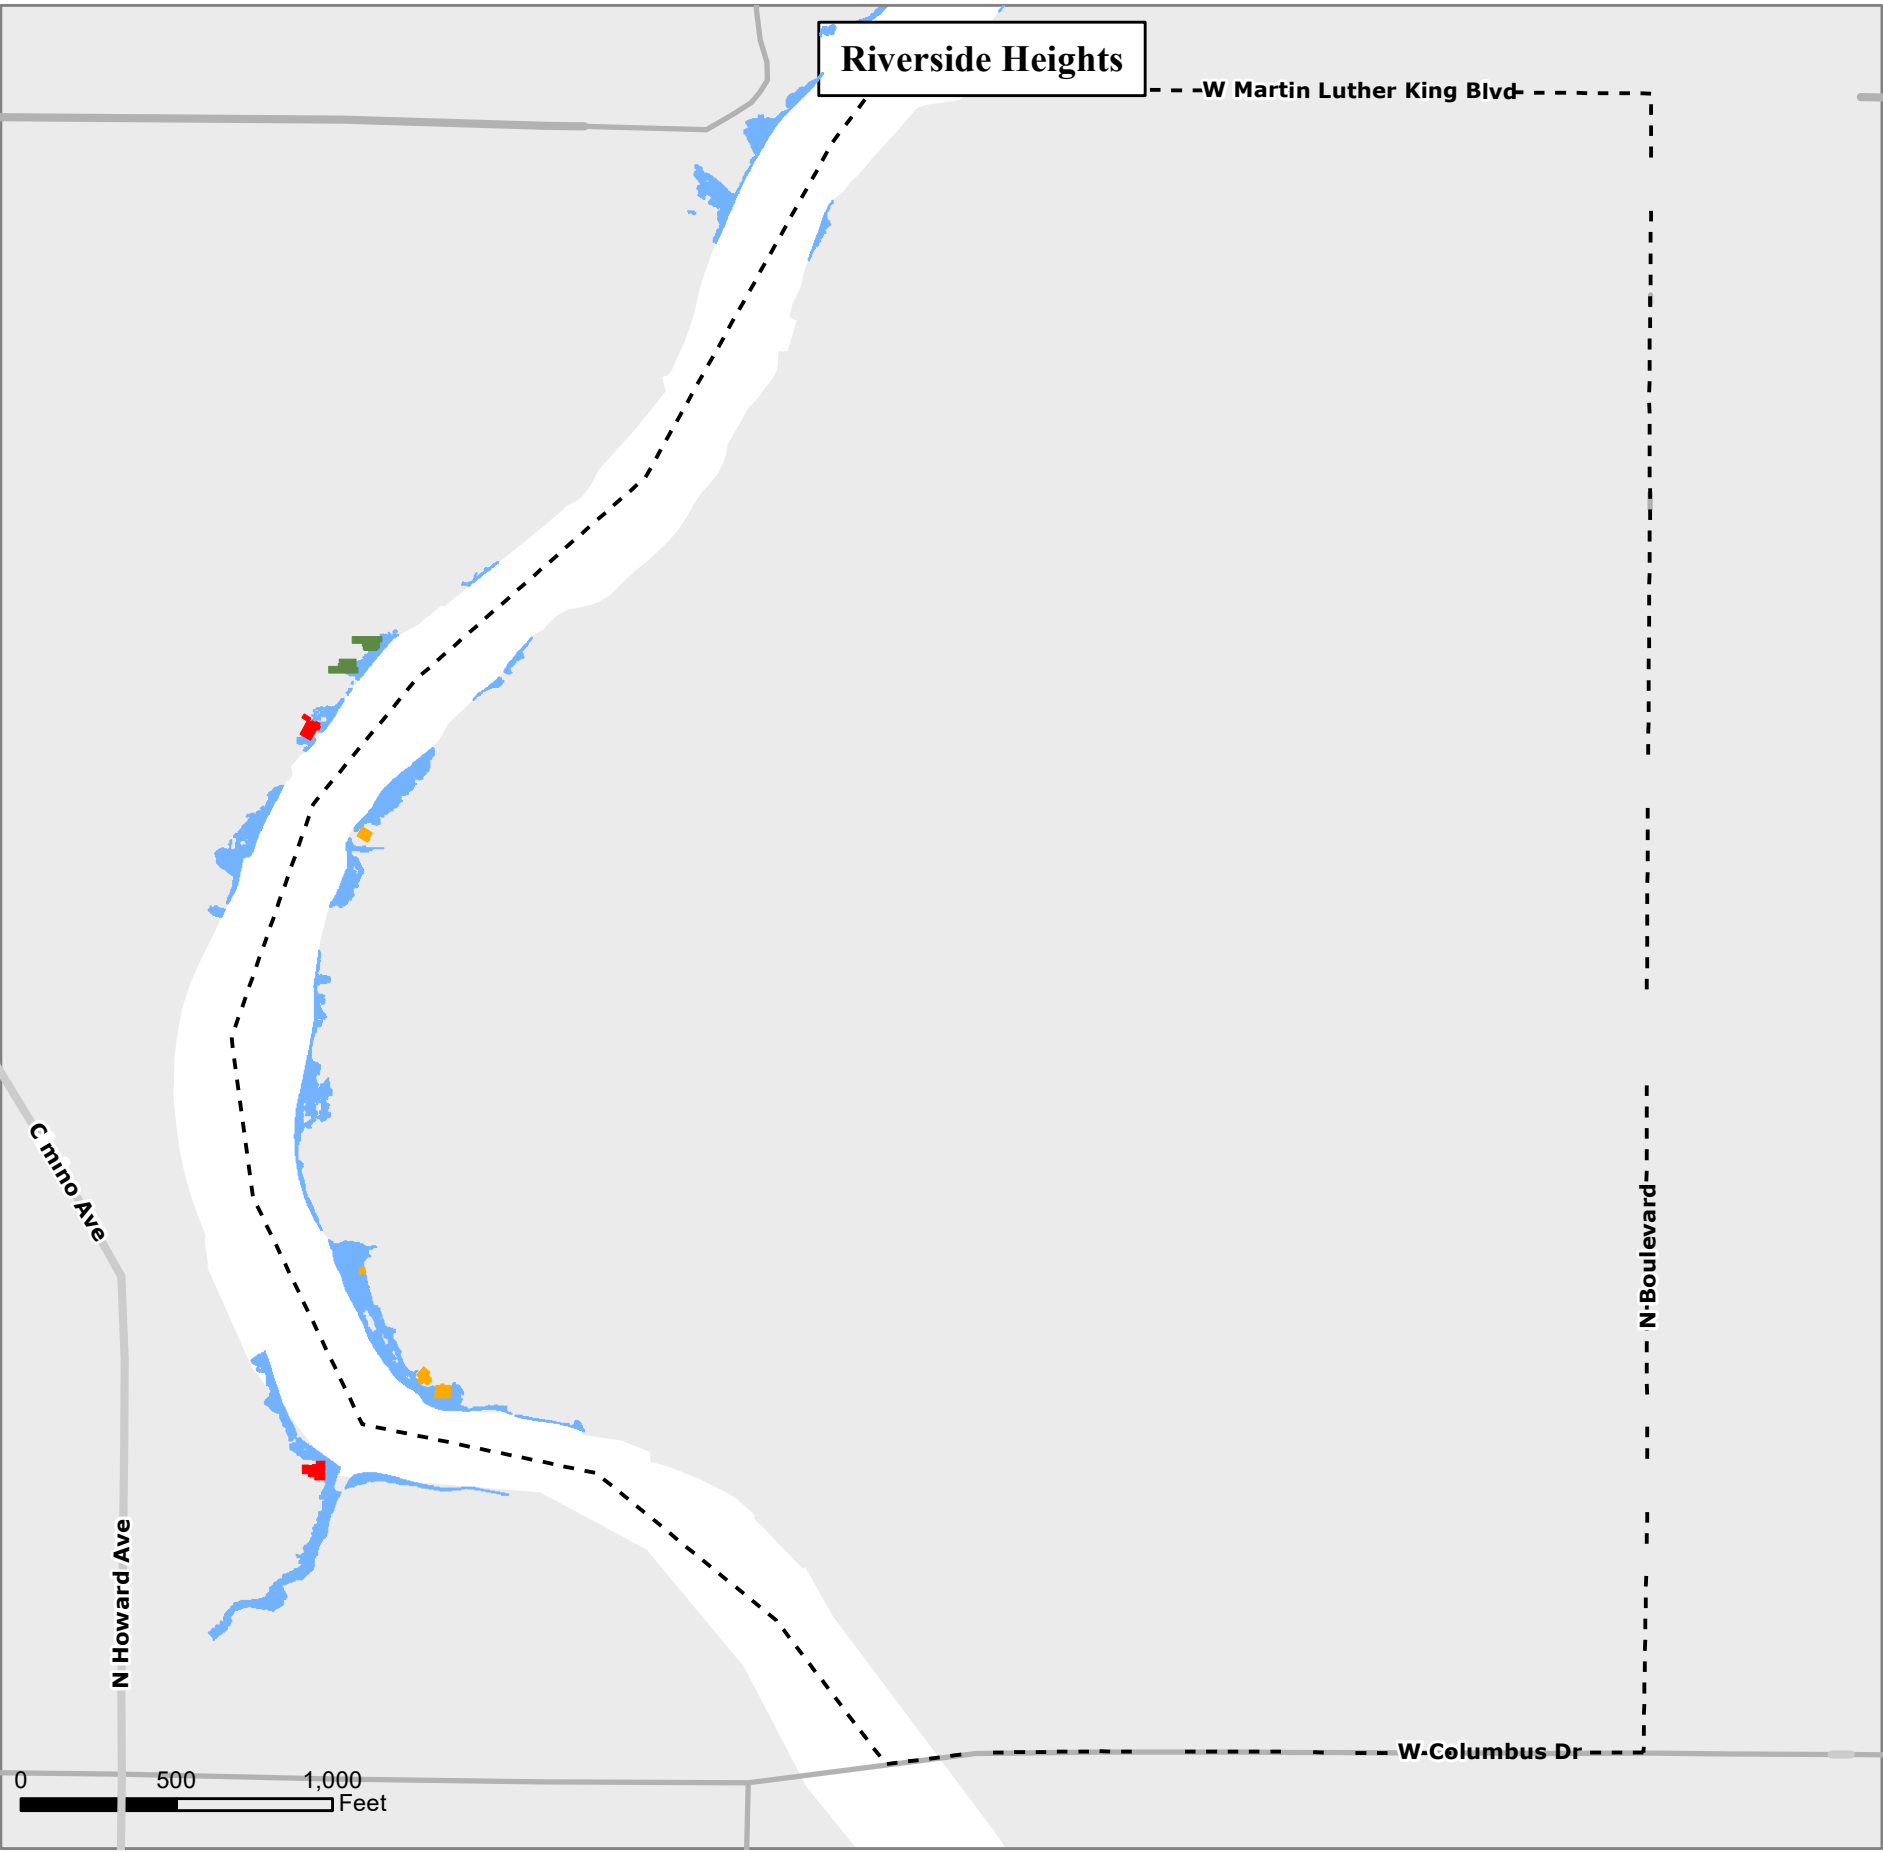 Riverside Heights
W Martin Luther King Blvd
C mino Ave
N Boulevard
N Howard Ave
W Columbus Dr
0 500 1,000
Feet